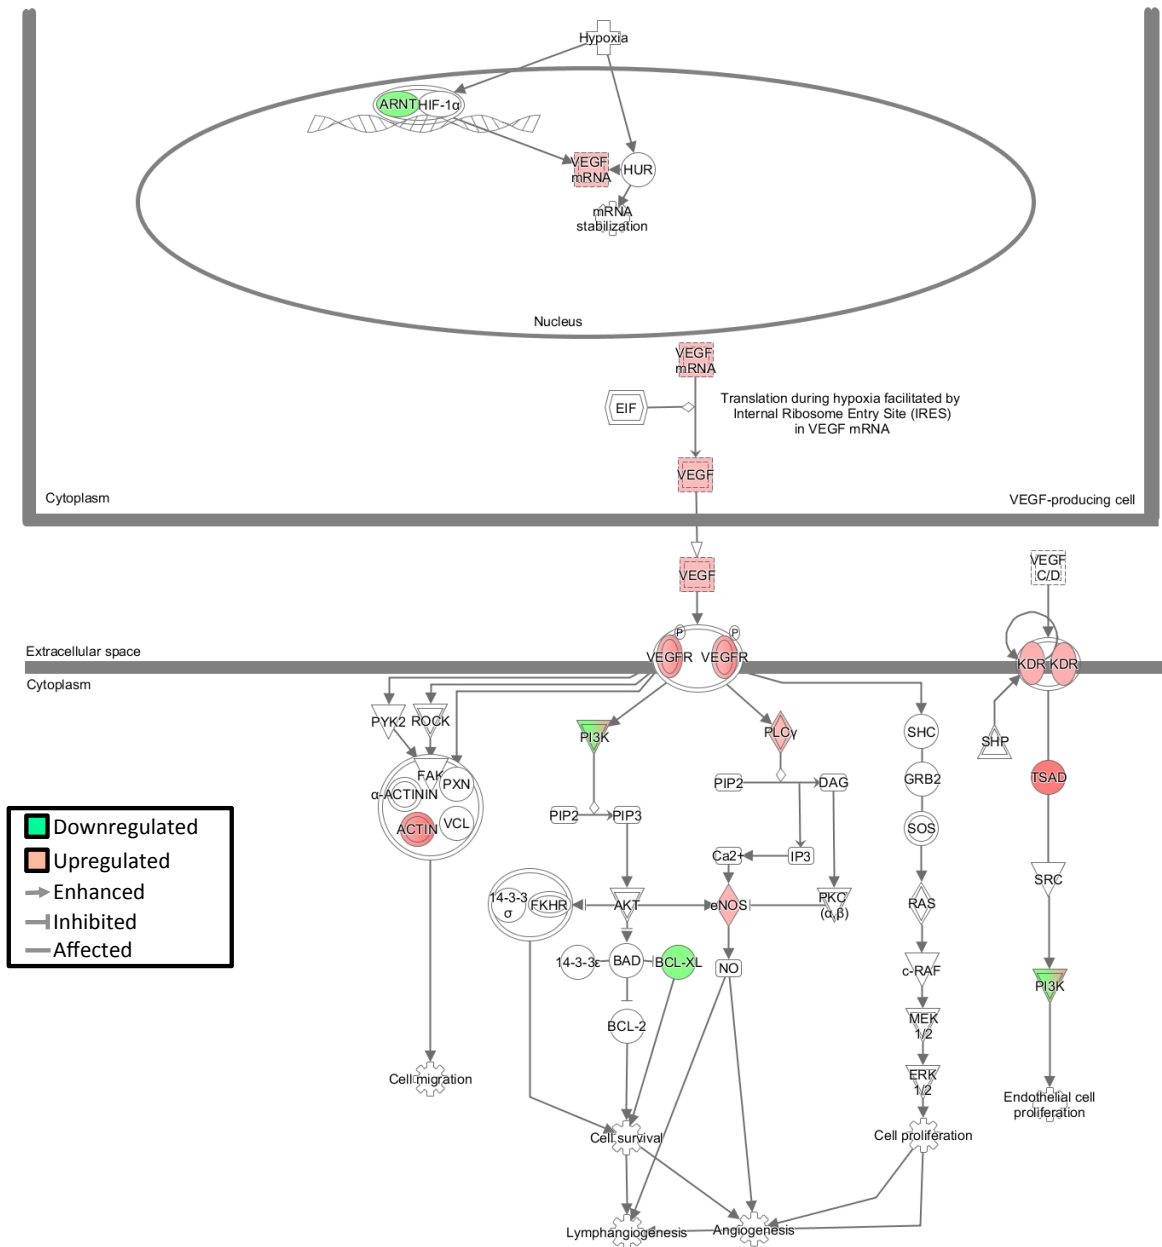 Hypoxia
ARNT
HIF-1α
VEGF
mRNA
HUR
mRNA
stabilization
Nucleus
VEGF
mRNA
EIF
Translation during hypoxia facilitated by
Internal Ribosome Entry Site (IRES)
in VEGF mRNA
VEGF
Cytoplasm
VEGF-producing cell
VEGF
VEGF
C/D
P
P
Extracellular space
VEGFR
VEGFR
KDR
KDR
Cytoplasm
PYK2
ROCK
PI3K
PLCγ
SHC
SHP
FAK
PXN
α-ACTININ
ACTIN
VCL
PIP2
DAG
GRB2
TSAD
PIP2
PIP3
SOS
Ca2+
IP3
SRC
14-3-3
σ
FKHR
AKT
eNOS
PKC
(α,β)
RAS
14-3-3ε
BAD
BCL-XL
NO
c-RAF
PI3K
BCL-2
MEK
1/2
Cell migration
ERK
1/2
Endothelial cell
proliferation
Cell survival
Cell proliferation
Lymphangiogenesis
Angiogenesis
Downregulated
Upregulated
Enhanced
Inhibited
Affected